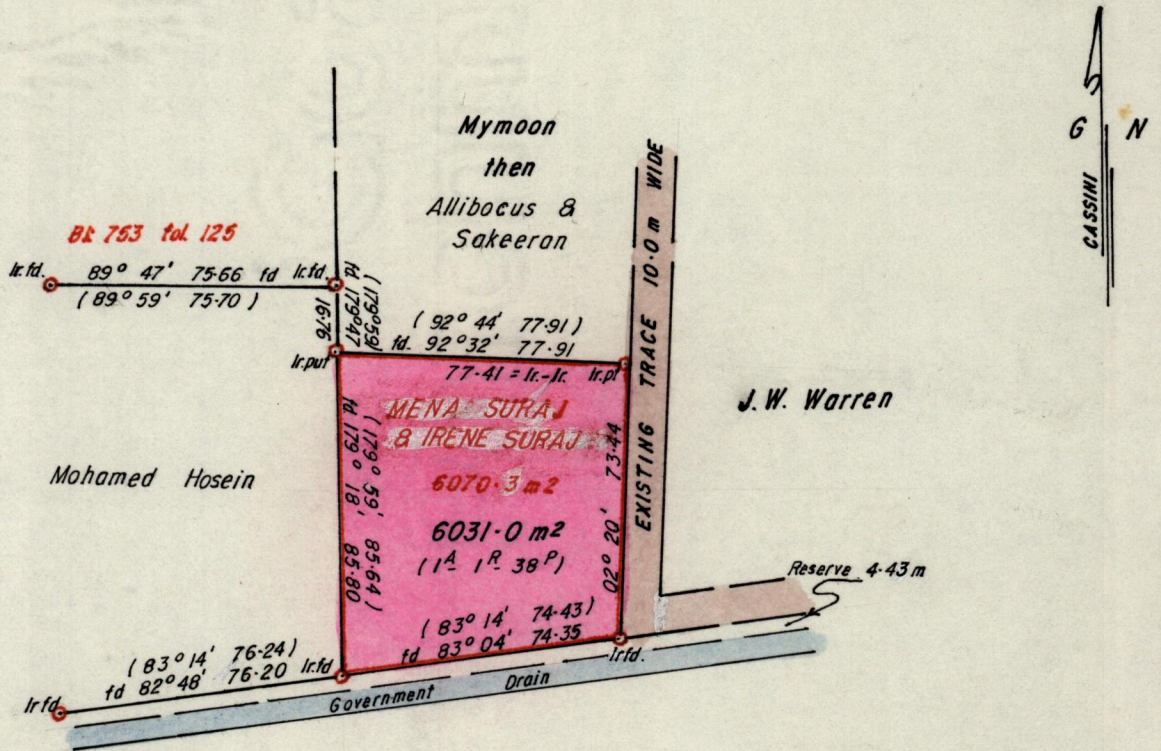 Mymoon
then
Allibocus &
Sakeeran
G N
CASSINI
Bk 753 fol. 125
Ir.fd. 89° 47' 75·66 fd Ir.fd.
(89° 59' 75·70)
(179° 59)
fd 179° 47
16·76
(92° 44' 77·91)
fd. 92° 32' 77·91
Ir.put
77·41 = Ir.-Ir. Ir.pt
EXISTING TRACE 10·0 m WIDE
J.W. Warren
MENA SURAJ
& IRENE SURAJ
Mohamed Hosein
6070·3 m2
6031·0 m2
(1A 1R 38P)
(179° 59' 85·64)
fd. 179° 18' 85·80
02° 20' 73·44
Reserve 4·43 m
(83° 14' 74·43)
fd 83° 04' 74·35
Ir.fd.
(83° 14' 76·24)
fd 82° 48' 76·20 Ir.fd
Ir.fd
Government Drain